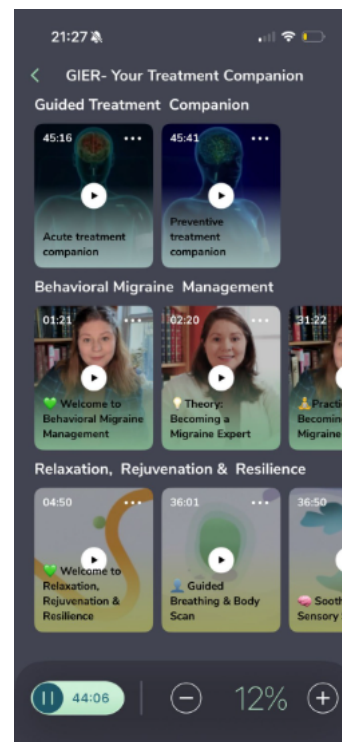 21:27
GIER- Your Treatment Companion
Guided Treatment Companion
45:16
45:41
Acute treatment
companion
Preventive
treatment
companion
Behavioral Migraine Management
01:21
02:20
31:22
💚 Welcome to
Behavioral Migraine
Management
💡 Theory:
Becoming a
Migraine Expert
Practi
Becomin
Migraine
Relaxation, Rejuvenation & Resilience
04:50
36:01
36:50
💚 Welcome to
Relaxation,
Rejuvenation &
Resilience
👤 Guided
Breathing & Body
Scan
🧠 Sooth
Sensory
44:06
12%